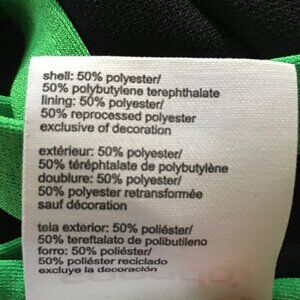 shell: 50% polyester/
50% polybutylene terephthalate
lining: 50% polyester/
50% reprocessed polyester
exclusive of decoration
extérieur: 50% polyester/
50% téréphtalate de polybutylène
doublure: 50% polyester/
50% polyester retransformée
sauf décoration
tela exterior: 50% poliéster/
50% tereftalato de polibutileno
forro: 50% poliéster/
50% poliéster reciclado
excluye la decoración